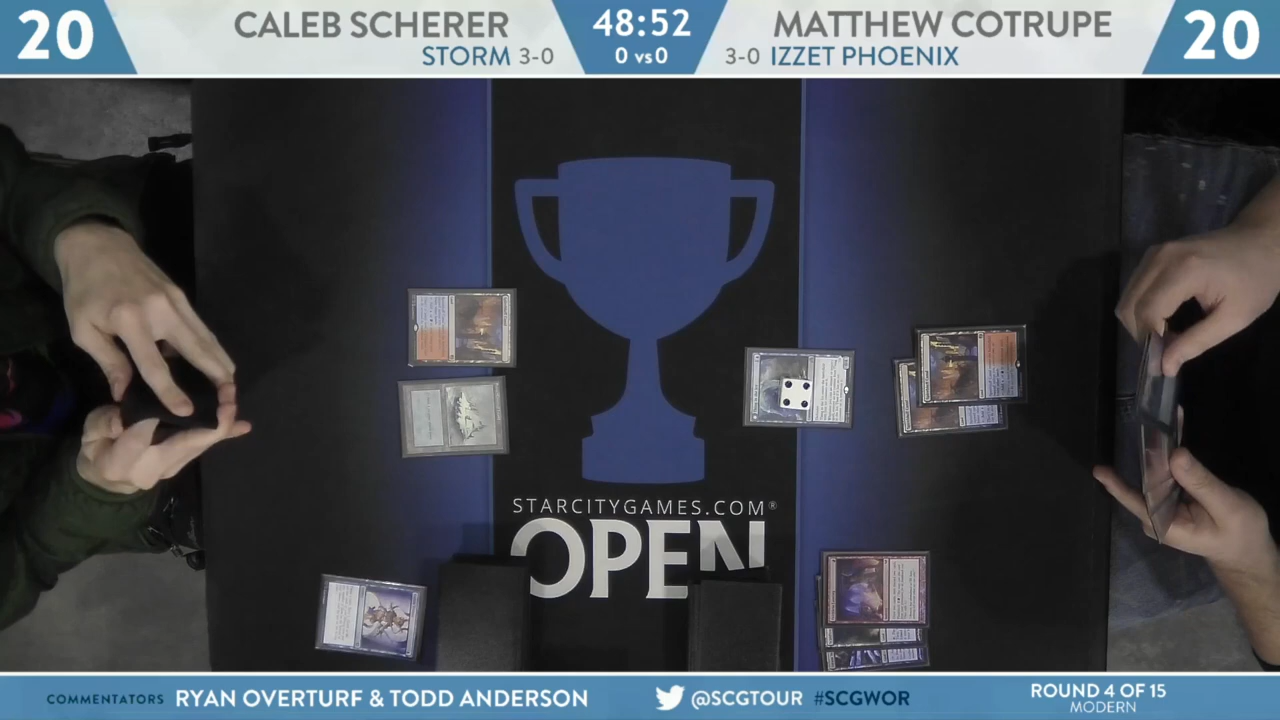 20
CALEB SCHERER
STORM 3-0
48:52
0 vs 0
MATTHEW COTRUPE
3-0 IZZET PHOENIX
20
STARCITYGAMES.COM®
OPEN
COMMENTATORS RYAN OVERTURF & TODD ANDERSON
@SCGTOUR #SCGWOR
ROUND 4 OF 15
MODERN